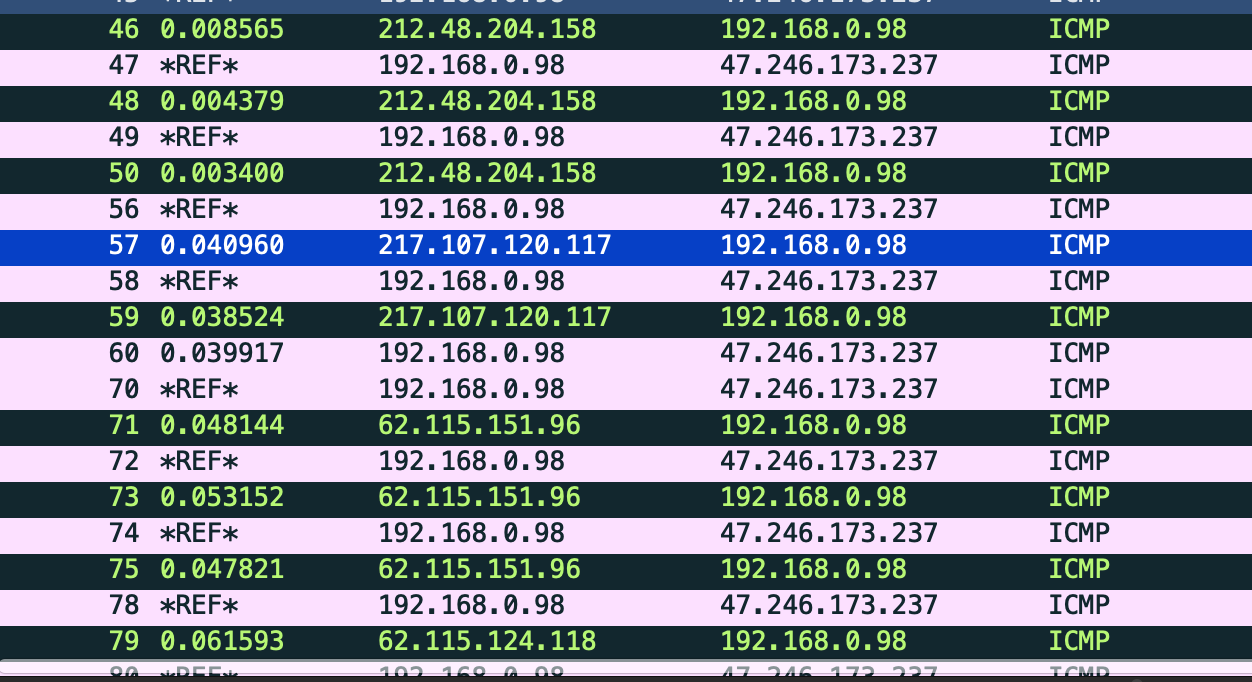 46 0.008565 212.48.204.158 192.168.0.98 ICMP
47 *REF* 192.168.0.98 47.246.173.237 ICMP
48 0.004379 212.48.204.158 192.168.0.98 ICMP
49 *REF* 192.168.0.98 47.246.173.237 ICMP
50 0.003400 212.48.204.158 192.168.0.98 ICMP
56 *REF* 192.168.0.98 47.246.173.237 ICMP
57 0.040960 217.107.120.117 192.168.0.98 ICMP
58 *REF* 192.168.0.98 47.246.173.237 ICMP
59 0.038524 217.107.120.117 192.168.0.98 ICMP
60 0.039917 192.168.0.98 47.246.173.237 ICMP
70 *REF* 192.168.0.98 47.246.173.237 ICMP
71 0.048144 62.115.151.96 192.168.0.98 ICMP
72 *REF* 192.168.0.98 47.246.173.237 ICMP
73 0.053152 62.115.151.96 192.168.0.98 ICMP
74 *REF* 192.168.0.98 47.246.173.237 ICMP
75 0.047821 62.115.151.96 192.168.0.98 ICMP
78 *REF* 192.168.0.98 47.246.173.237 ICMP
79 0.061593 62.115.124.118 192.168.0.98 ICMP
80 *REF* 192.168.0.98 47.246.173.237 ICMP